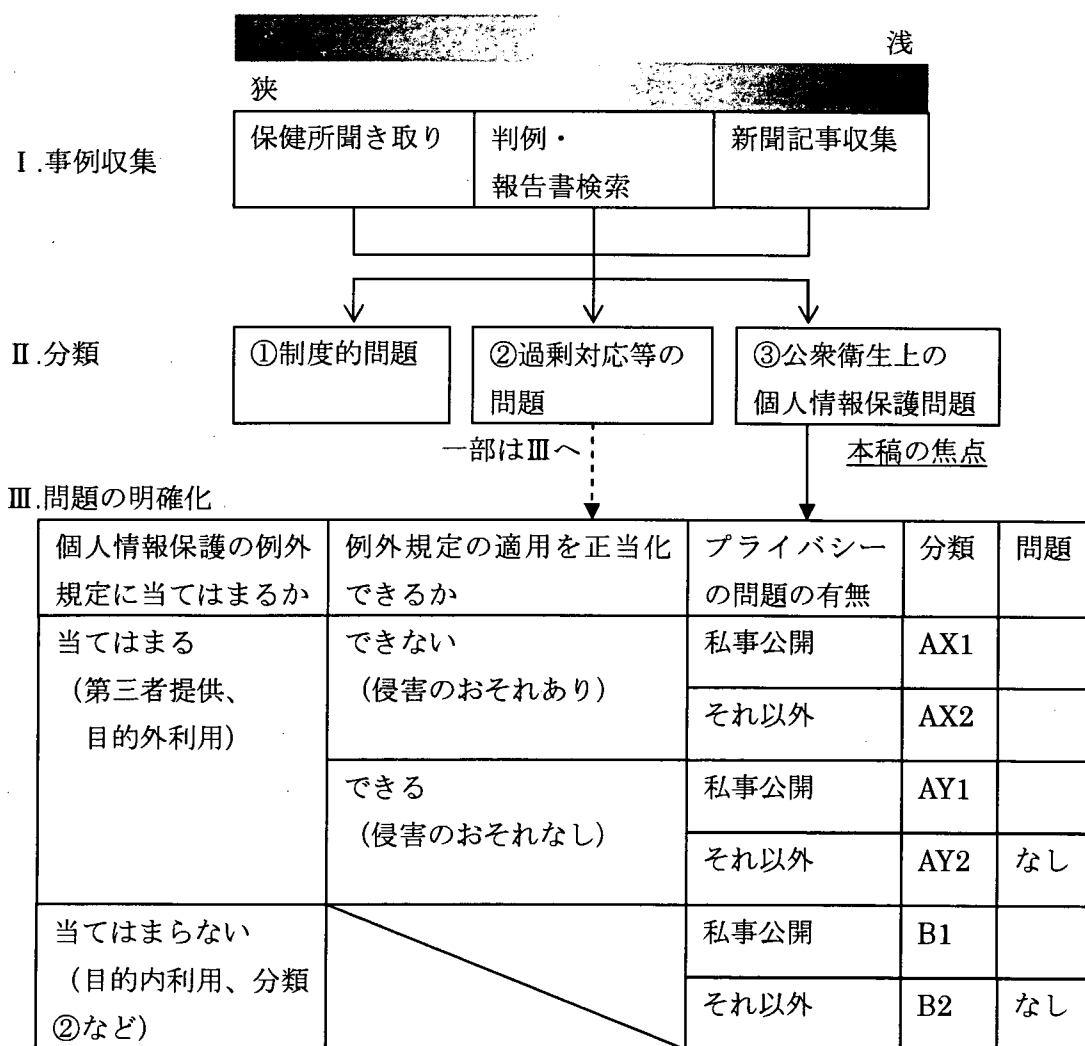 浅
狭
Ⅰ.事例収集
保健所聞き取り
判例・
報告書検索
新聞記事収集
Ⅱ.分類
①制度的問題
②過剰対応等の
問題
③公衆衛生上の
個人情報保護問題
一部はⅢへ
本稿の焦点
Ⅲ.問題の明確化
個人情報保護の例外
規定に当てはまるか
例外規定の適用を正当化
できるか
プライバシー
の問題の有無
分類
問題
当てはまる
（第三者提供、
目的外利用）
できない
（侵害のおそれあり）
私事公開
AX1
それ以外
AX2
できる
（侵害のおそれなし）
私事公開
AY1
それ以外
AY2
なし
当てはまらない
（目的内利用、分類
②など）
私事公開
B1
それ以外
B2
なし